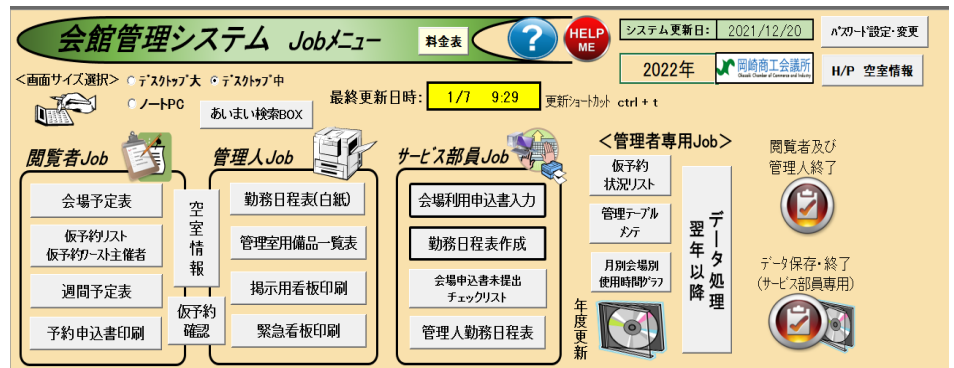 会館管理システム Jobメニュー
料金表
?
HELP
ME
システム更新日:
2021/12/20
パスワード設定・変更
2022年
岡崎商工会議所
Okazaki Chamber of Commerce and Industry
H/P 空室情報
<画面サイズ選択>
デスクトップ大
デスクトップ中
ノートPC
あいまい検索BOX
最終更新日時:
1/7 9:29
更新ショートカット ctrl + t
閲覧者Job
会場予定表
仮予約リスト
仮予約ワースト主催者
週間予定表
予約申込書印刷
空室情報
仮予約
確認
管理人Job
勤務日程表(白紙)
管理室用備品一覧表
掲示用看板印刷
緊急看板印刷
サービス部員Job
会場利用申込書入力
勤務日程表作成
会場申込書未提出
チェックリスト
管理人勤務日程表
<管理者専用Job>
仮予約
状況リスト
管理テーブル
メンテ
月別会場別
使用時間グラフ
年度更新
データ処理
翌年以降
閲覧者及び
管理人終了
データ保存・終了
(サービス部員専用)